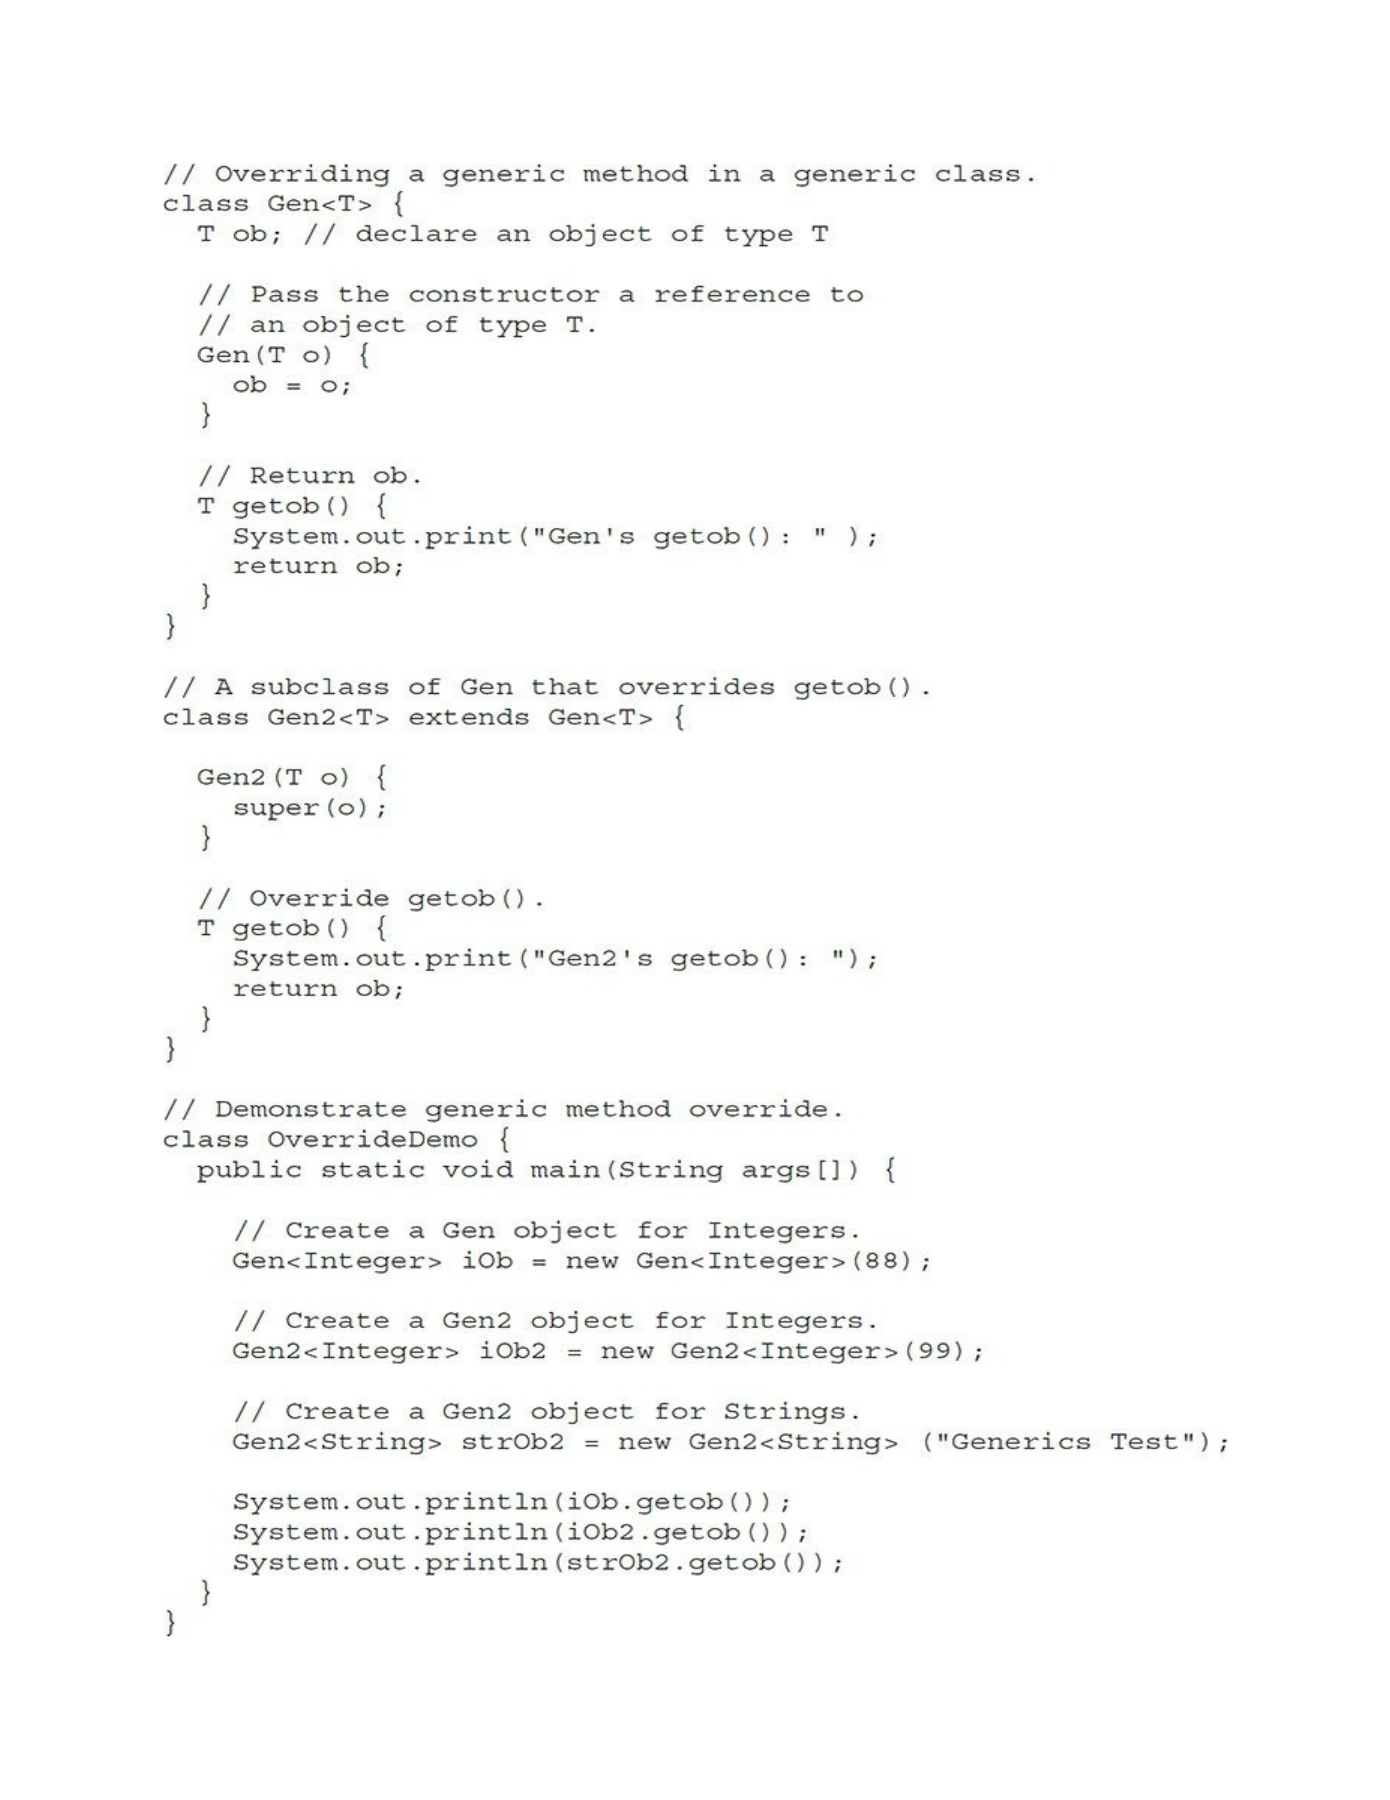 // Overriding a generic method in a generic class.
class Gen<T> {
  T ob; // declare an object of type T

  // Pass the constructor a reference to
  // an object of type T.
  Gen(T o) {
    ob = o;
  }

  // Return ob.
  T getob() {
    System.out.print("Gen's getob(): " );
    return ob;
  }
}

// A subclass of Gen that overrides getob().
class Gen2<T> extends Gen<T> {

  Gen2(T o) {
    super(o);
  }

  // Override getob().
  T getob() {
    System.out.print("Gen2's getob(): ");
    return ob;
  }
}

// Demonstrate generic method override.
class OverrideDemo {
  public static void main(String args[]) {

    // Create a Gen object for Integers.
    Gen<Integer> iOb = new Gen<Integer>(88);

    // Create a Gen2 object for Integers.
    Gen2<Integer> iOb2 = new Gen2<Integer>(99);

    // Create a Gen2 object for Strings.
    Gen2<String> strOb2 = new Gen2<String> ("Generics Test");

    System.out.println(iOb.getob());
    System.out.println(iOb2.getob());
    System.out.println(strOb2.getob());
  }
}